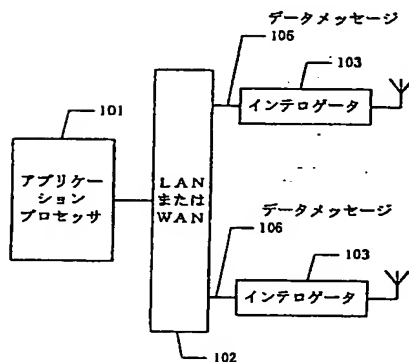 データメッセージ
106
103
インテロゲータ
101
アプリケー
ション
プロセッサ
LAN
または
WAN
データメッセージ
106
103
インテロゲータ
102